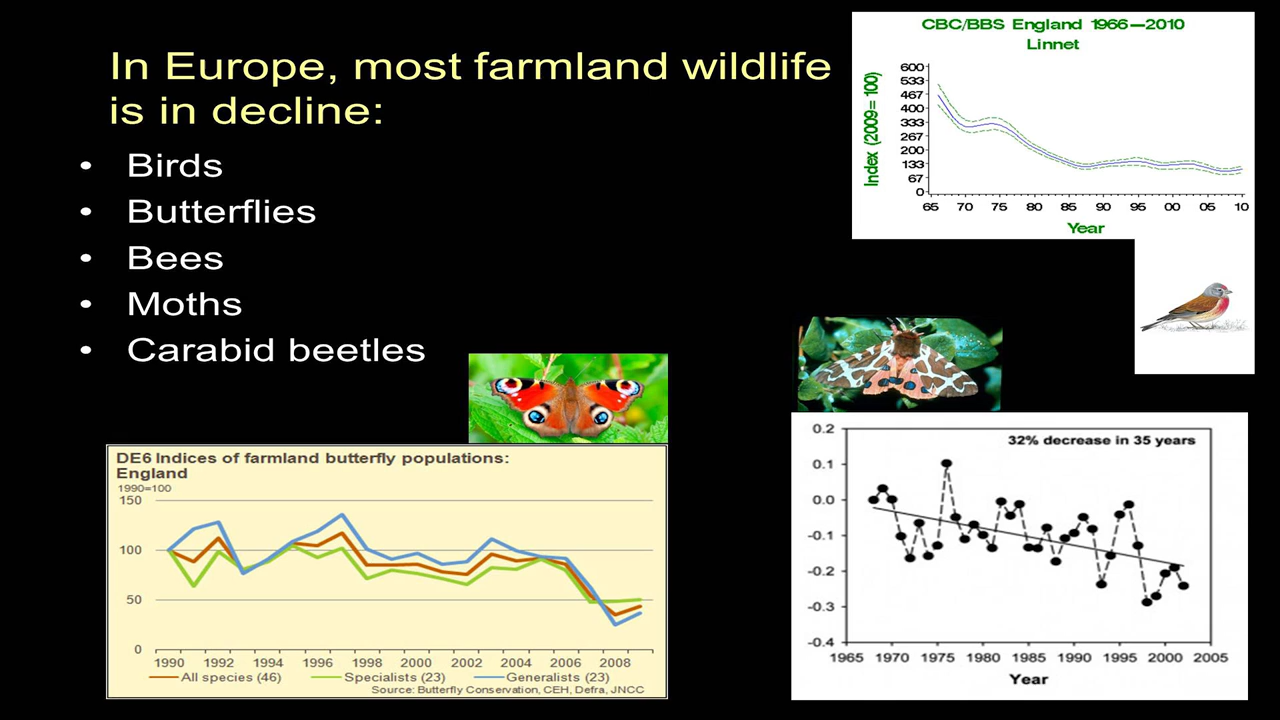 In Europe, most farmland wildlife
is in decline:
• Birds
• Butterflies
• Bees
• Moths
• Carabid beetles
CBC/BBS England 1966—2010
Linnet
Index (2009= 100)
600
533
467
400
333
267
200
133
67
0
65 70 75 80 85 90 95 00 05 10
Year
DE6 Indices of farmland butterfly populations:
England
1990=100
150
100
50
0
1990 1992 1994 1996 1998 2000 2002 2004 2006 2008
All species (46) Specialists (23) Generalists (23)
Source: Butterfly Conservation, CEH, Defra, JNCC
32% decrease in 35 years
0.2
0.1
0.0
-0.1
-0.2
-0.3
-0.4
1965 1970 1975 1980 1985 1990 1995 2000 2005
Year